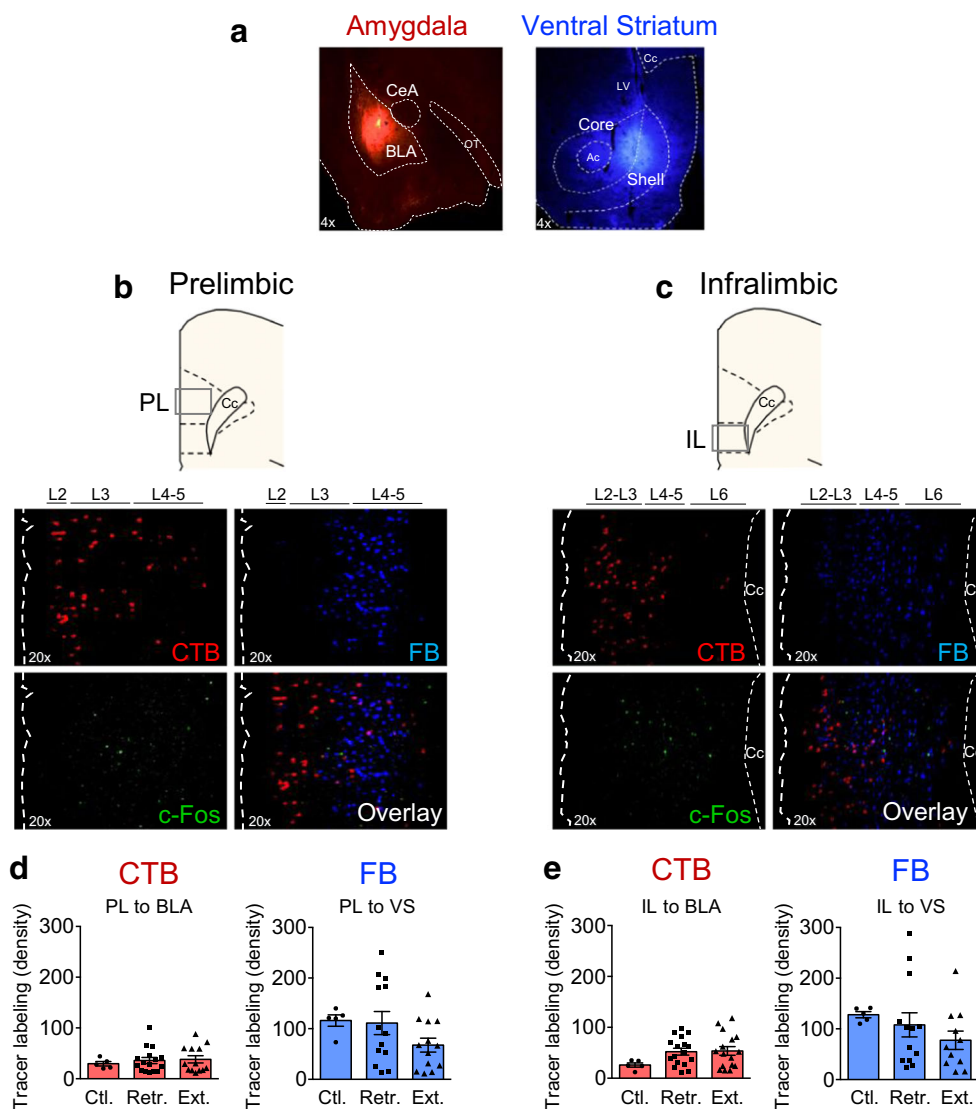 a Amygdala Ventral Striatum
CeA
BLA
OT
4x
Cc
LV
Core
Ac
Shell
4x
b Prelimbic
PL
Cc
c Infralimbic
IL
Cc
L2 L3 L4-5 L2 L3 L4-5
20x CTB
20x FB
20x c-Fos
20x Overlay
L2-L3 L4-5 L6 L2-L3 L4-5 L6
Cc
20x CTB
C
20x FB
Cc
20x c-Fos
Cc
20x Overlay
d CTB FB
PL to BLA PL to VS
Tracer labeling (density)
300
200
100
0
Ctl. Retr. Ext.
Tracer labeling (density)
300
200
100
0
Ctl. Retr. Ext.
e CTB FB
IL to BLA IL to VS
Tracer labeling (density)
300
200
100
0
Ctl. Retr. Ext.
Tracer labeling (density)
300
200
100
0
Ctl. Retr. Ext.